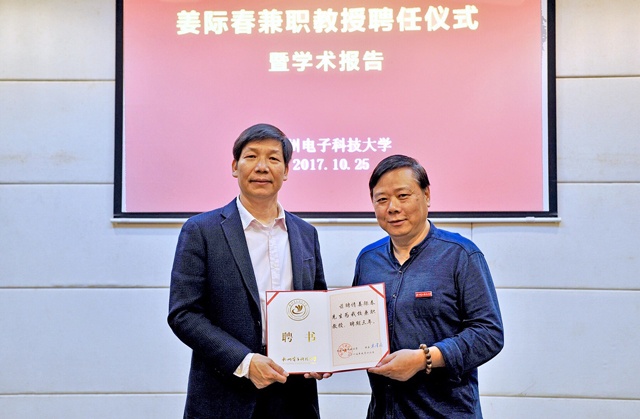 姜际春兼职教授聘任仪式
暨学术报告
州电子科技大学
2017.10.25
聘书
兹聘请姜际春
先生为我校兼职
教授，聘期三年。